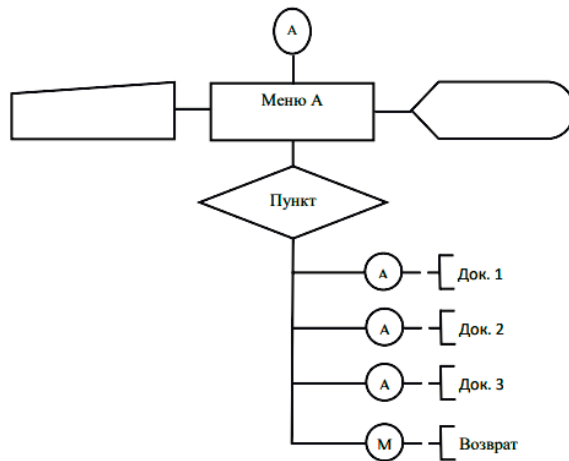 А
Меню А
Пункт
А Док. 1
А Док. 2
А Док. 3
М Возврат